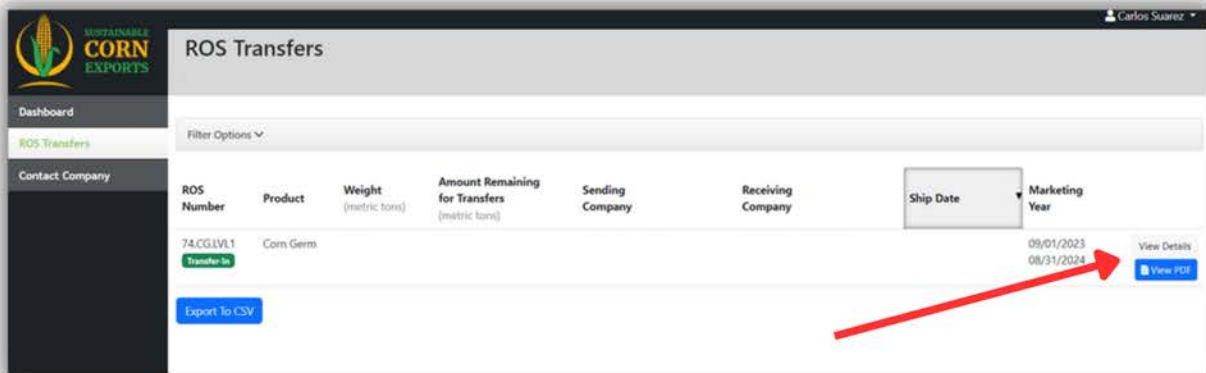 Carlos Suarez
SUSTAINABLE
CORN
EXPORTS
ROS Transfers
Dashboard
ROS Transfers
Contact Company
Filter Options
ROS
Number
Product
Weight
(metric tons)
Amount Remaining
for Transfers
(metric tons)
Sending
Company
Receiving
Company
Ship Date
Marketing
Year
74.CG.LVL1
Transfer-In
Corn Germ
09/01/2023
08/31/2024
View Details
View PDF
Export To CSV